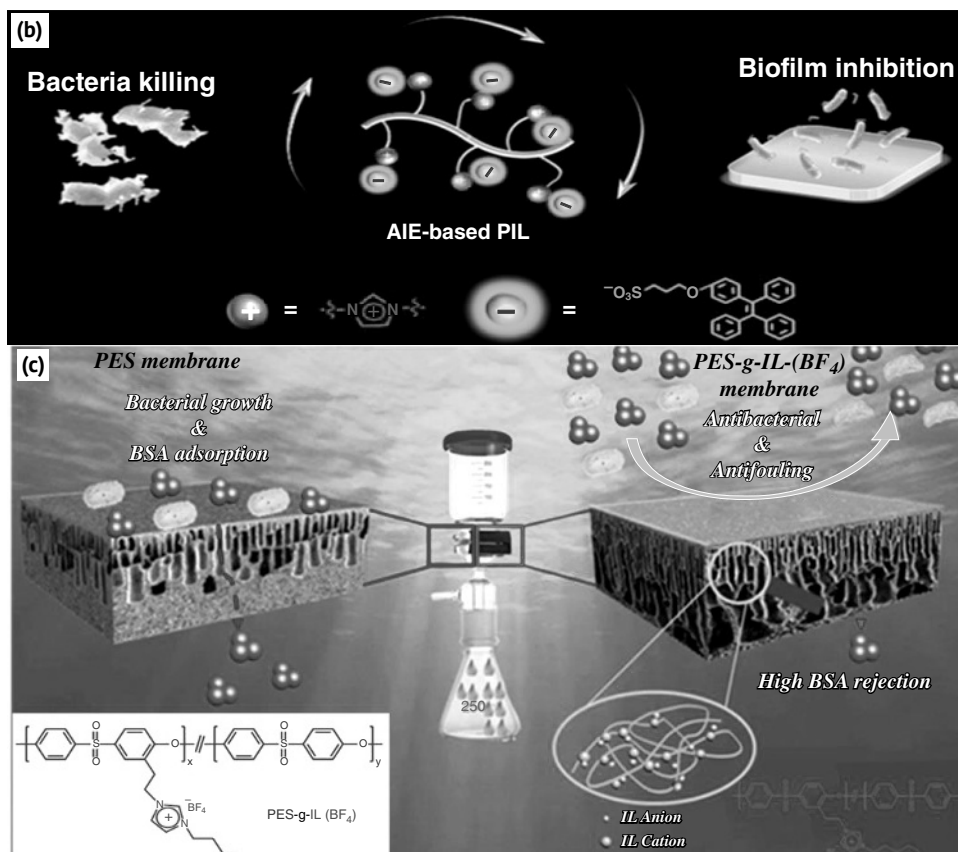 (b)
Bacteria killing
Biofilm inhibition
AIE-based PIL
+ = N + N
− = ⁻O₃S O
(c)
PES membrane
PES-g-IL-(BF₄)
membrane
Bacterial growth
&
BSA adsorption
Antibacterial
&
Antifouling
250
High BSA rejection
O O
S O x S O y
O O
N ⁻BF₄
+
N
PES-g-IL (BF₄)
IL Anion
IL Cation